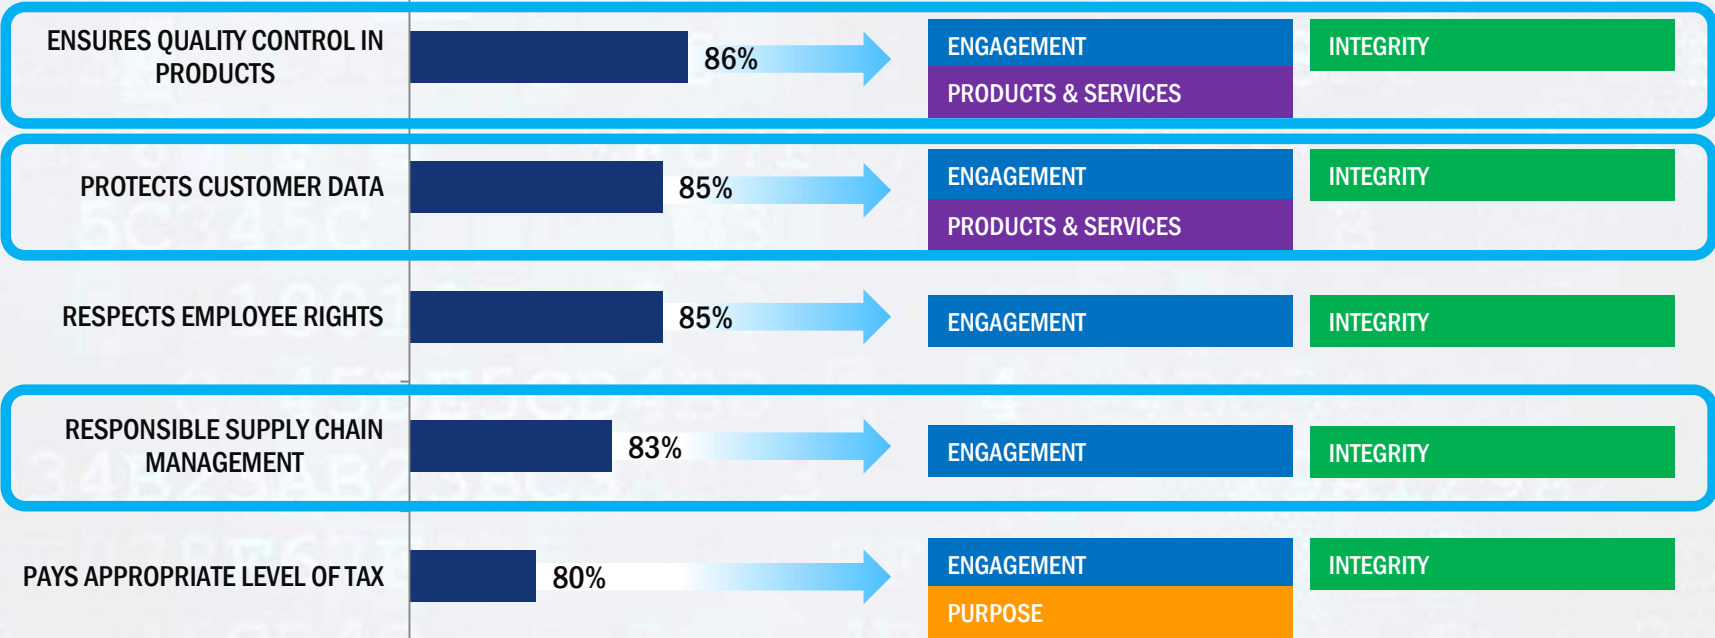 ENSURES QUALITY CONTROL IN
PRODUCTS
86%
ENGAGEMENT
INTEGRITY
PRODUCTS & SERVICES
PROTECTS CUSTOMER DATA
85%
ENGAGEMENT
INTEGRITY
PRODUCTS & SERVICES
RESPECTS EMPLOYEE RIGHTS
85%
ENGAGEMENT
INTEGRITY
RESPONSIBLE SUPPLY CHAIN
MANAGEMENT
83%
ENGAGEMENT
INTEGRITY
PAYS APPROPRIATE LEVEL OF TAX
80%
ENGAGEMENT
INTEGRITY
PURPOSE